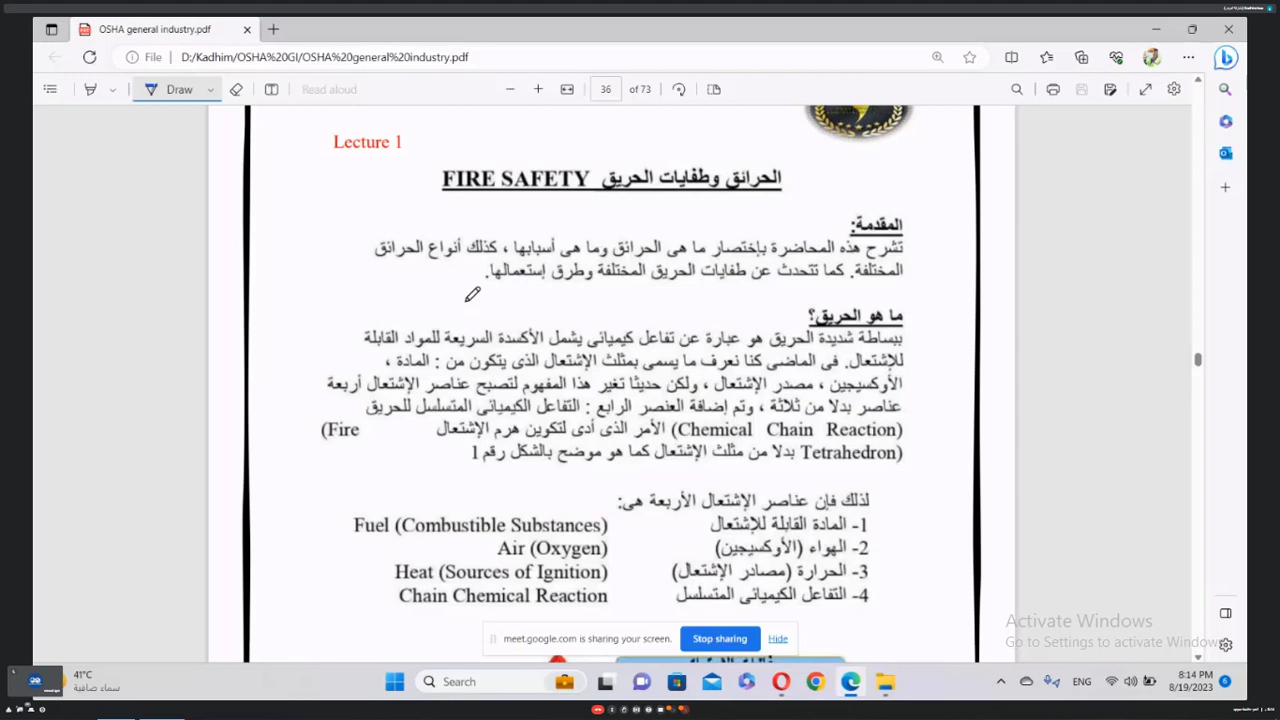 OSHA general industry.pdf
File D:/Kadhim/OSHA%20GI/OSHA%20general%20industry.pdf
Draw Read aloud 36 of 73
Lecture 1
الحرائق وطفايات الحريق FIRE SAFETY
المقدمة:
تشرح هذه المحاضرة بإختصار ما هى الحرائق وما هى أسبابها ، كذلك أنواع الحرائق
المختلفة. كما تتحدث عن طفايات الحريق المختلفة وطرق إستعمالها.
ما هو الحريق؟
ببساطة شديدة الحريق هو عبارة عن تفاعل كيميائى يشمل الأكسدة السريعة للمواد القابلة
للإشتعال. فى الماضى كنا نعرف ما يسمى بمثلث الإشتعال الذى يتكون من : المادة ،
الأوكسيجين ، مصدر الإشتعال ، ولكن حديثا تغير هذا المفهوم لتصبح عناصر الإشتعال أربعة
عناصر بدلا من ثلاثة ، وتم إضافة العنصر الرابع : التفاعل الكيميائى المتسلسل للحريق
(Chemical Chain Reaction) الأمر الذى أدى لتكوين هرم الإشتعال (Fire
Tetrahedron) بدلا من مثلث الإشتعال كما هو موضح بالشكل رقم 1
لذلك فإن عناصر الإشتعال الأربعة هى:
1- المادة القابلة للإشتعال Fuel (Combustible Substances)
2- الهواء (الأوكسيجين) Air (Oxygen)
3- الحرارة (مصادر الإشتعال) Heat (Sources of Ignition)
4- التفاعل الكيميائى المتسلسل Chain Chemical Reaction
Activate Windows
Go to Settings to activate Windows.
meet.google.com is sharing your screen. Stop sharing Hide
41°C
سماء صافية
Search
ENG
8:14 PM
8/19/2023